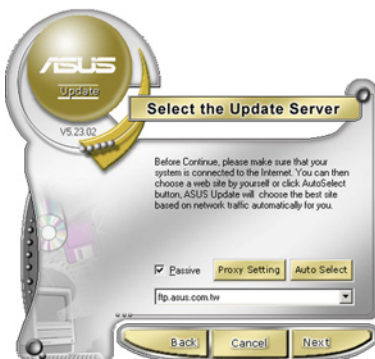 ASUS
Update
V5.23.02
Select the Update Server
Before Continue, please make sure that your
system is connected to the Internet. You can then
choose a web site by yourself or click AutoSelect
button, ASUS Update will choose the best site
based on network traffic automatically for you.
Passive
Proxy Setting
Auto Select
ftp.asus.com.tw
Back
Cancel
Next